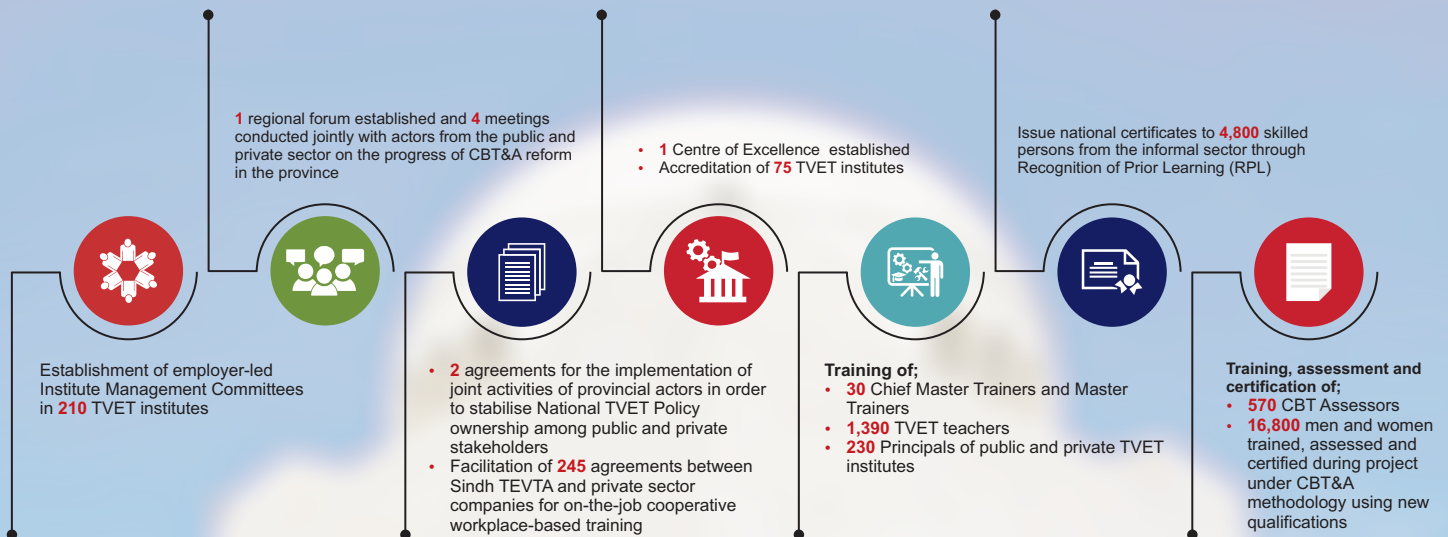 Establishment of employer-led
Institute Management Committees
in 210 TVET institutes
1 regional forum established and 4 meetings
conducted jointly with actors from the public and
private sector on the progress of CBT&A reform
in the province
• 2 agreements for the implementation of
joint activities of provincial actors in order
to stabilise National TVET Policy
ownership among public and private
stakeholders
• Facilitation of 245 agreements between
Sindh TEVTA and private sector
companies for on-the-job cooperative
workplace-based training
• 1 Centre of Excellence established
• Accreditation of 75 TVET institutes
Training of;
• 30 Chief Master Trainers and Master
Trainers
• 1,390 TVET teachers
• 230 Principals of public and private TVET
institutes
Issue national certificates to 4,800 skilled
persons from the informal sector through
Recognition of Prior Learning (RPL)
Training, assessment and
certification of;
• 570 CBT Assessors
• 16,800 men and women
trained, assessed and
certified during project
under CBT&A
methodology using new
qualifications